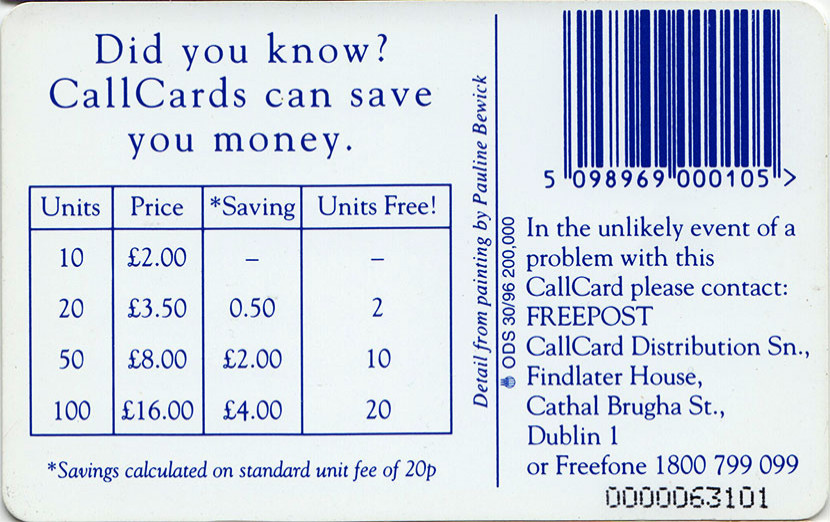 Did you know?
CallCards can save
you money.
Units Price *Saving Units Free!
10 £2.00 – –
20 £3.50 0.50 2
50 £8.00 £2.00 10
100 £16.00 £4.00 20
*Savings calculated on standard unit fee of 20p
Detail from painting by Pauline Bewick
ODS 30/96 200,000
5 098969 000105 >
In the unlikely event of a
problem with this
CallCard please contact:
FREEPOST
CallCard Distribution Sn.,
Findlater House,
Cathal Brugha St.,
Dublin 1
or Freefone 1800 799 099
0000063101